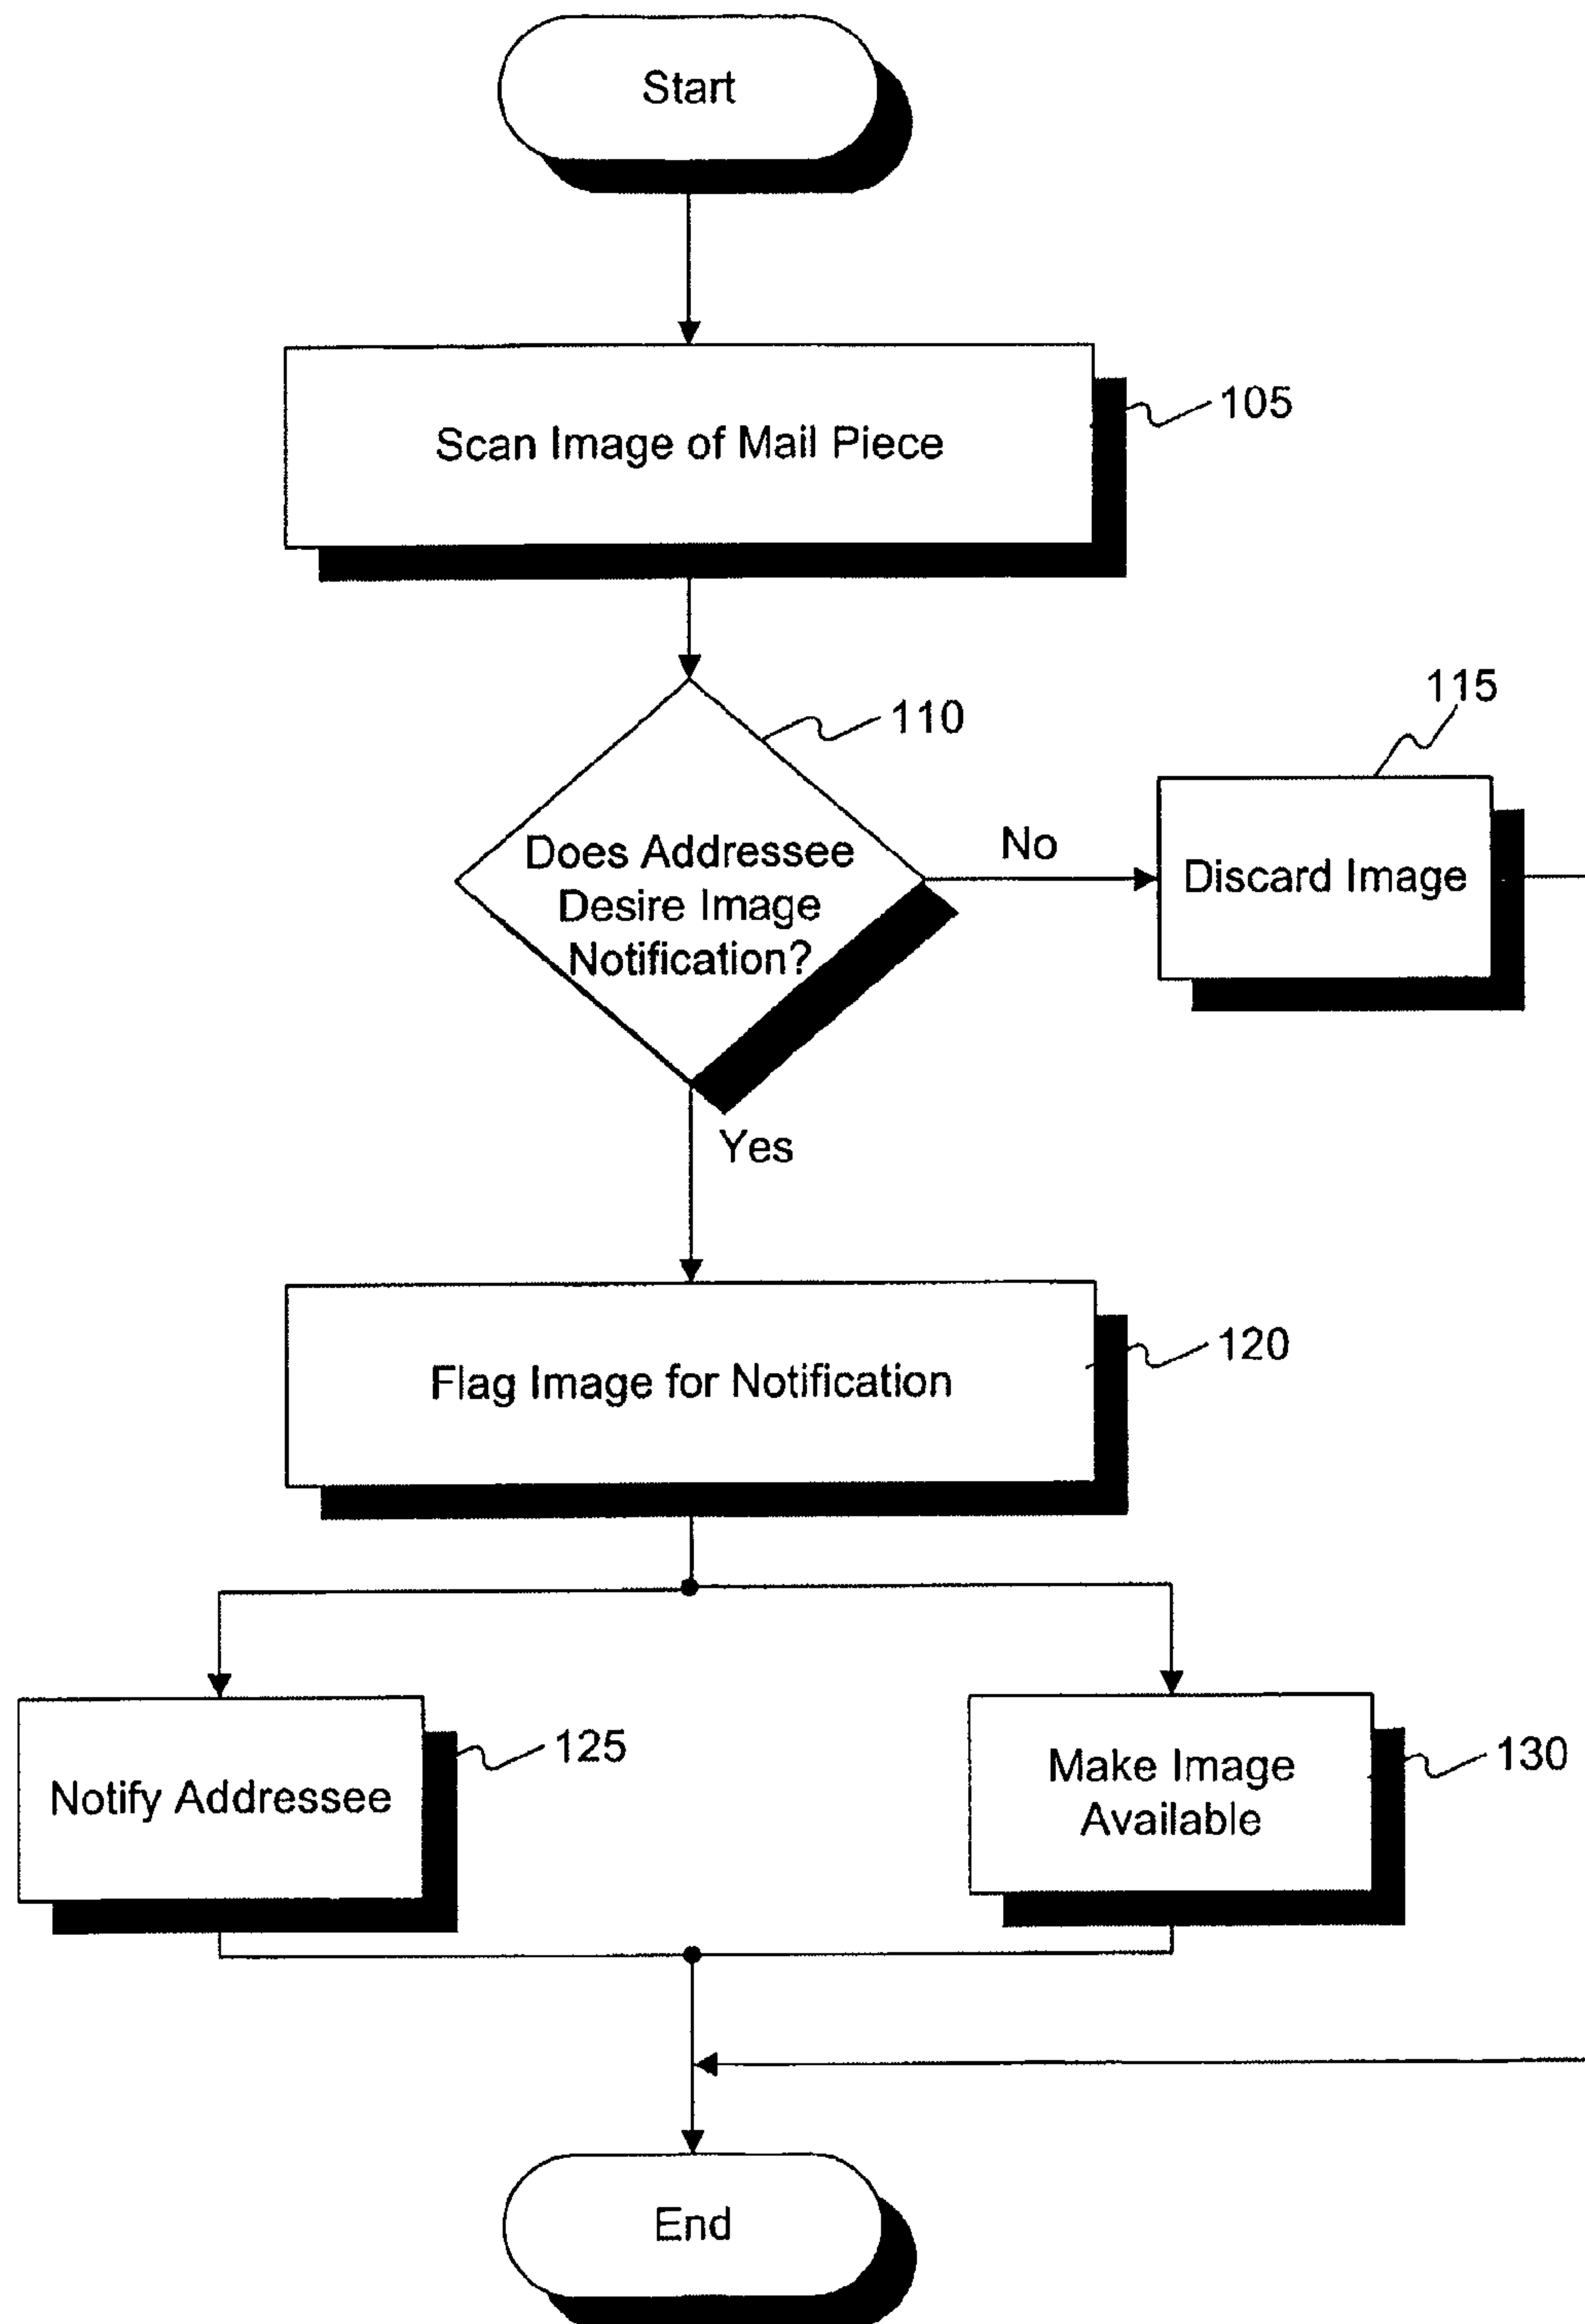 Start
Scan Image of Mail Piece
105
110
115
Does Addressee
Desire Image
Notification?
No
Discard Image
Yes
Flag Image for Notification
120
Notify Addressee
125
Make Image
Available
130
End